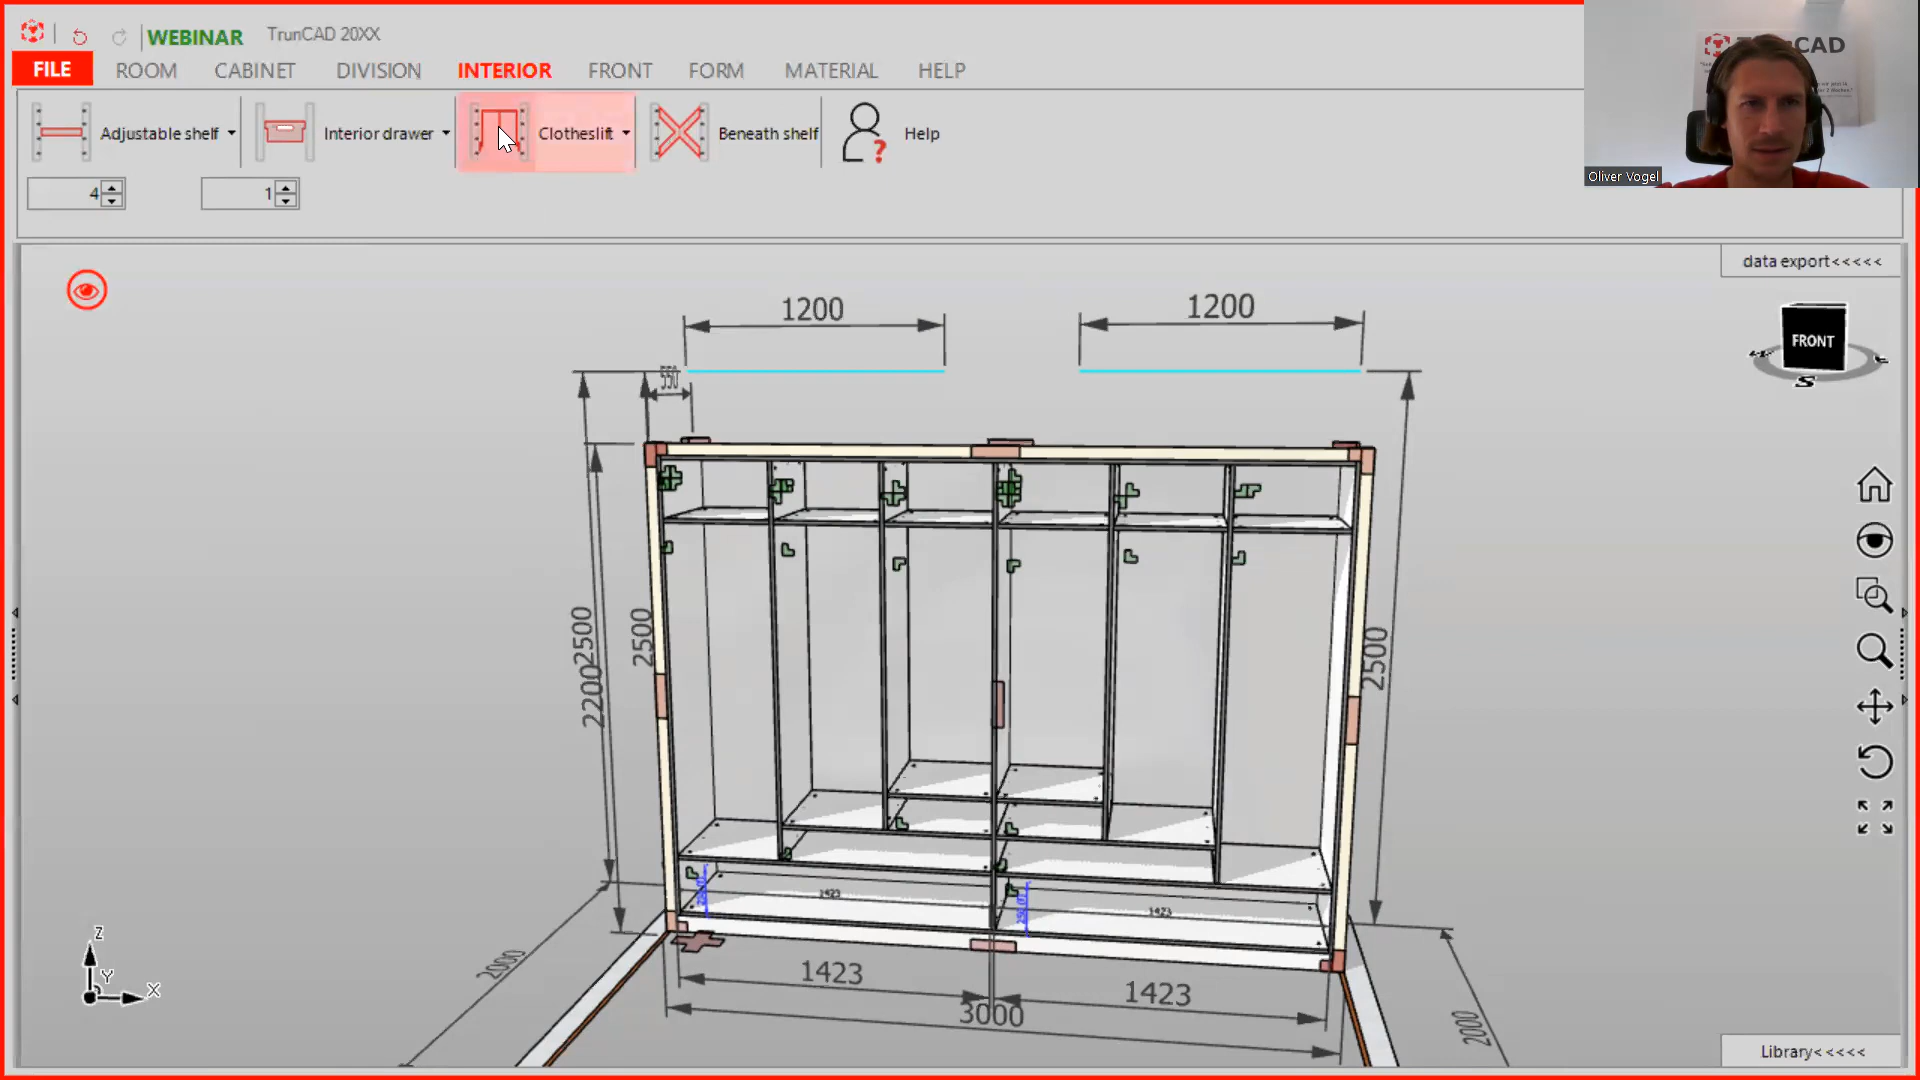 WEBINAR TrunCAD 20XX
FILE ROOM CABINET DIVISION INTERIOR FRONT FORM MATERIAL HELP
Adjustable shelf Interior drawer Clotheslift Beneath shelf ? Help
4 1
CAD
Oliver Vogel
data export<<<<<
FRONT
S
1200 1200
550
2500
2200
2500
2500
1423 1423
1423 1423
3000
2000
2000
Z
Y
X
Library<<<<<